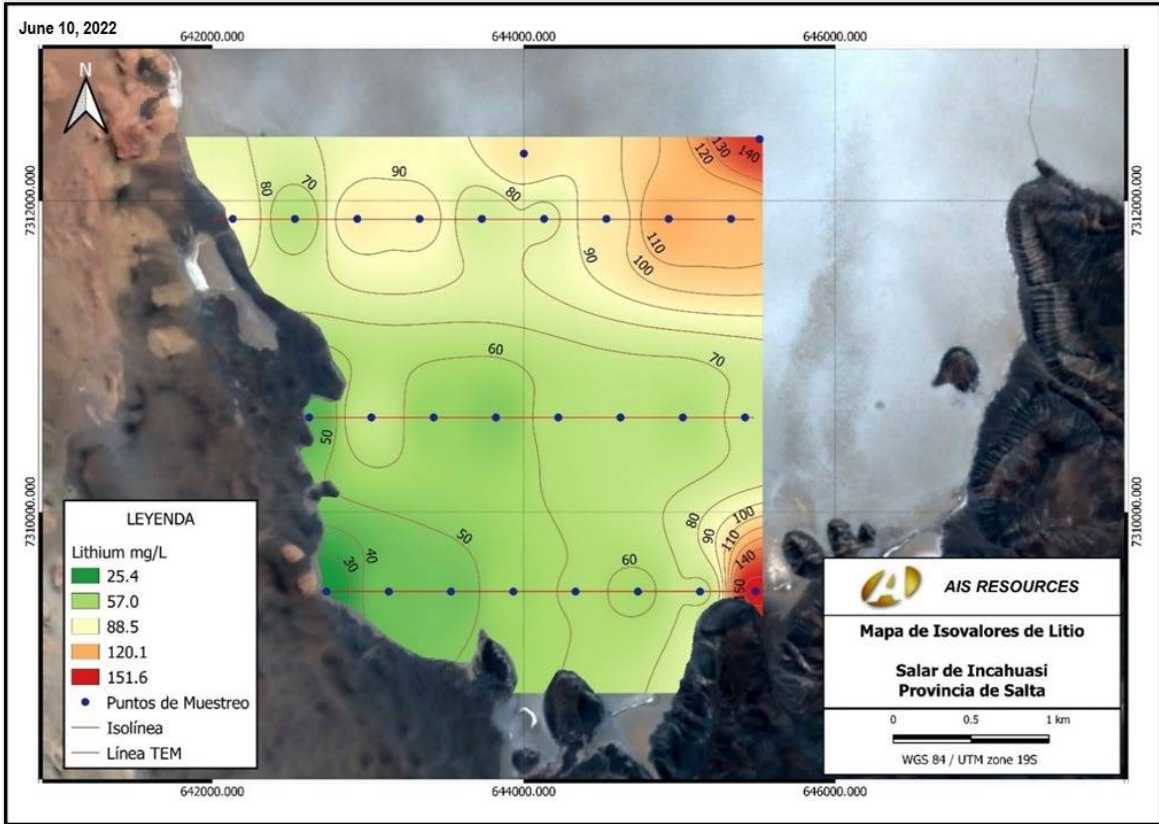 June 10, 2022
642000.000
644000.000
646000.000
N
7312000.000
7312000.000
7310000.000
7310000.000
80
70
90
80
90
100
110
120
130
140
60
70
50
50
40
30
60
80
90
100
110
140
150
LEYENDA
Lithium mg/L
25.4
57.0
88.5
120.1
151.6
Puntos de Muestreo
Isolínea
Línea TEM
AIS RESOURCES
Mapa de Isovalores de Litio
Salar de Incahuasi
Provincia de Salta
0 0.5 1 km
WGS 84 / UTM zone 19S
642000.000
644000.000
646000.000